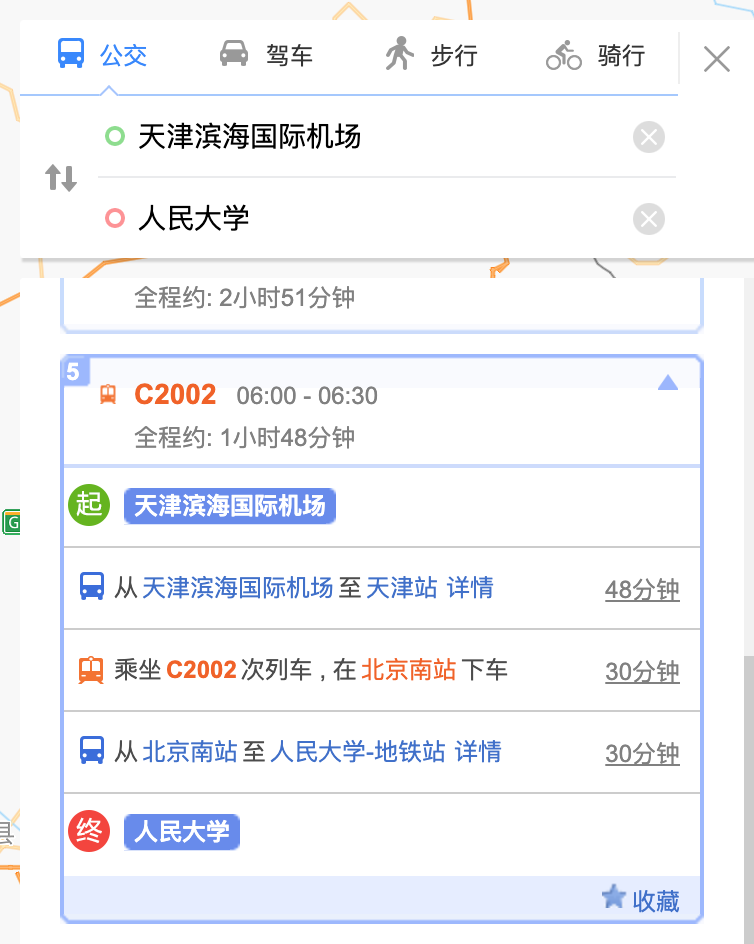 公交 驾车 步行 骑行
天津滨海国际机场
人民大学
全程约: 2小时51分钟
5
C2002 06:00 - 06:30
全程约: 1小时48分钟
起 天津滨海国际机场
G
从 天津滨海国际机场 至 天津站 详情 48分钟
乘坐 C2002 次列车 , 在 北京南站 下车 30分钟
从 北京南站 至 人民大学-地铁站 详情 30分钟
县
终 人民大学
收藏